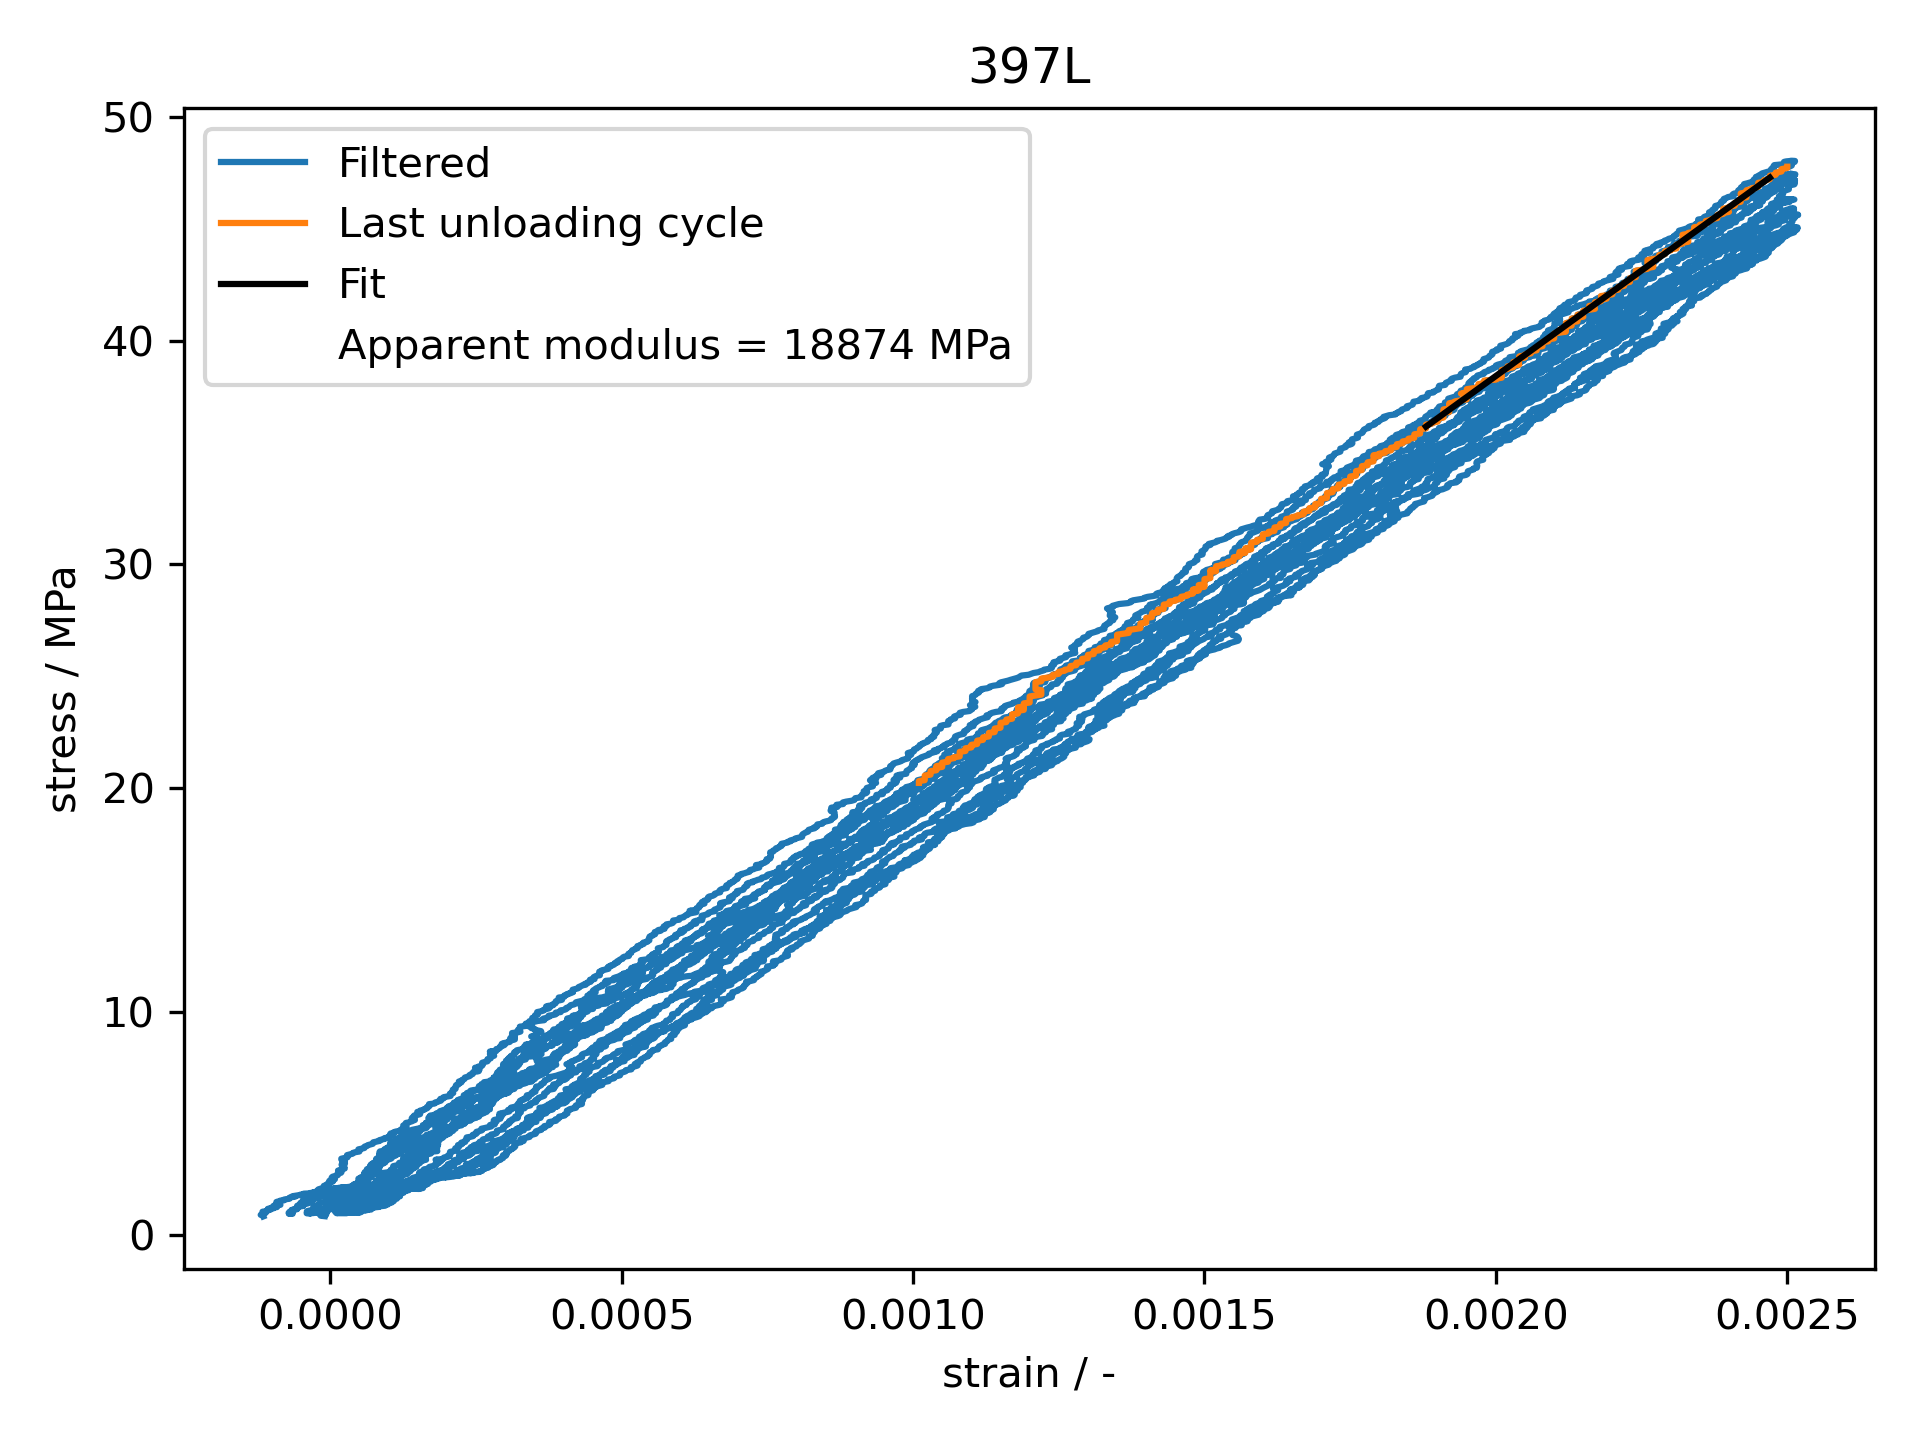 397L
50
40
30
20
10
0
stress / MPa
Filtered
Last unloading cycle
Fit
Apparent modulus = 18874 MPa
0.0000 0.0005 0.0010 0.0015 0.0020 0.0025
strain / -